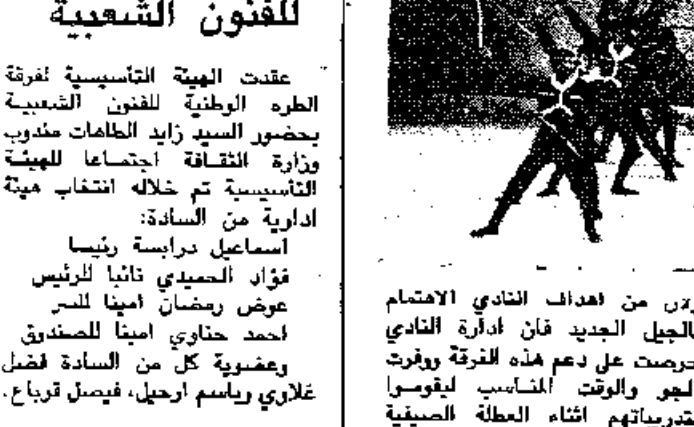 للفنون الشعبية
عقدت الهيئة التأسيسية لفرقة
الطره الوطنية للفنون الشعبية
بحضور السيد زايد الطاهات مندوب
وزارة الثقافة اجتماعا للهيئة
التأسيسية تم خلاله انتخاب هيئة
ادارية من السادة:
اسماعيل درابسة رئيسا
فؤاد الحميدي نائبا للرئيس
عوض رمضان امينا للسر
احمد حناوي امينا للصندوق
وعضوية كل من السادة فضل
غلاوي وباسم ارحيل، فيصل قرباع.
من اهداف النادي الاهتمام
بالجيل الجديد فان ادارة النادي
حرصت على دعم هذه الفرقة ووفرت
الجو والوقت المناسب ليقوموا
بتدريباتهم اثناء العطلة الصيفية